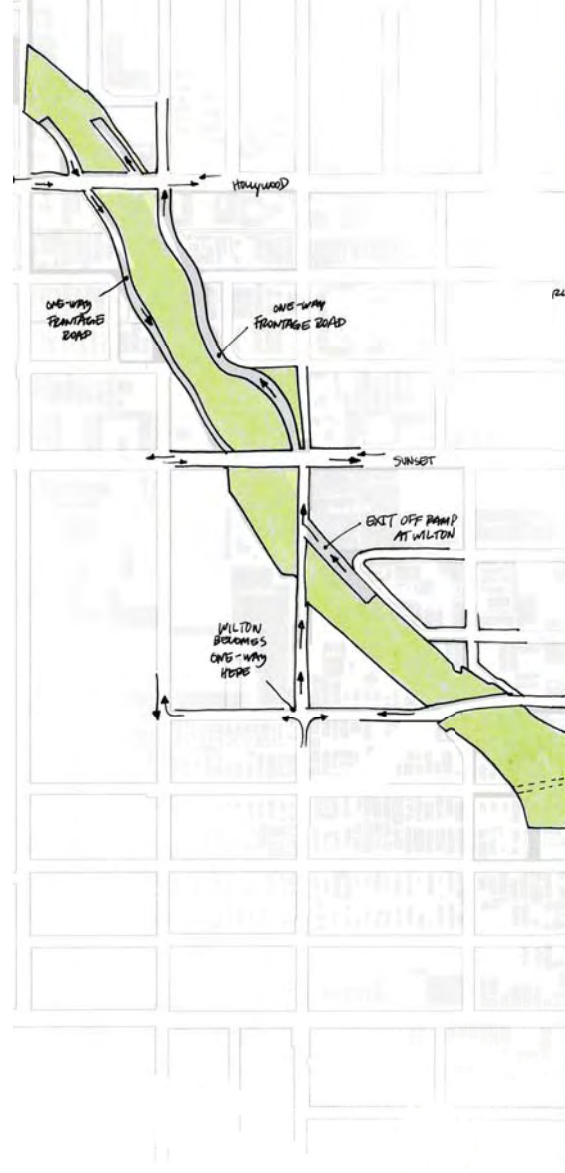 HOLLYWOOD
ONE-WAY
FRONTAGE
ROAD
ONE-WAY
FRONTAGE ROAD
SUNSET
EXIT OFF RAMP
AT WILTON
WILTON
BECOMES
ONE-WAY
HERE